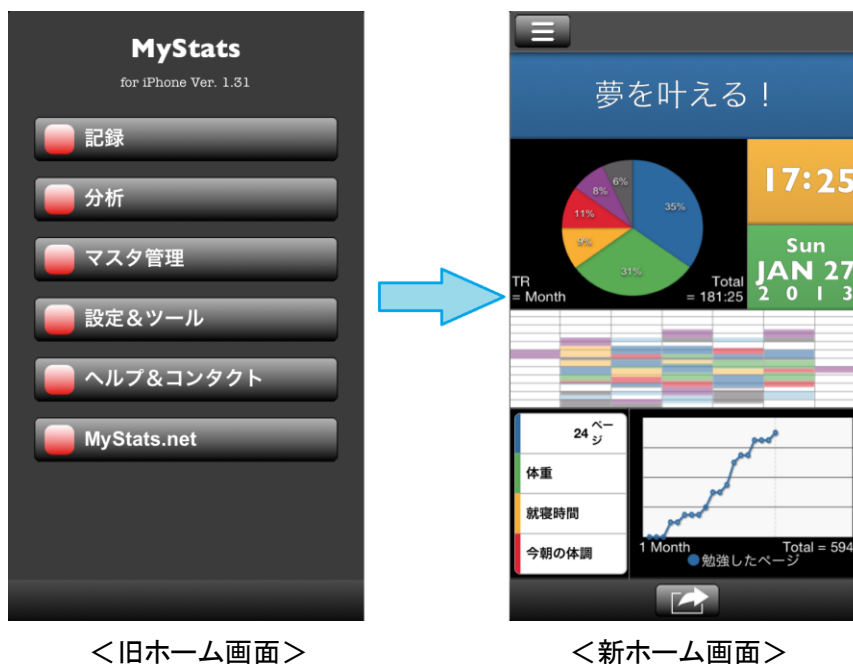 MyStats
for iPhone Ver. 1.31
記録
分析
マスタ管理
設定&ツール
ヘルプ&コンタクト
MyStats.net
<旧ホーム画面>
夢を叶える!
35%
31%
9%
11%
8%
6%
TR
= Month
Total
= 181:25
17:25
Sun
JAN 27
2 0 1 3
24 ページ
体重
就寝時間
今朝の体調
1 Month
Total = 594
勉強したページ
<新ホーム画面>